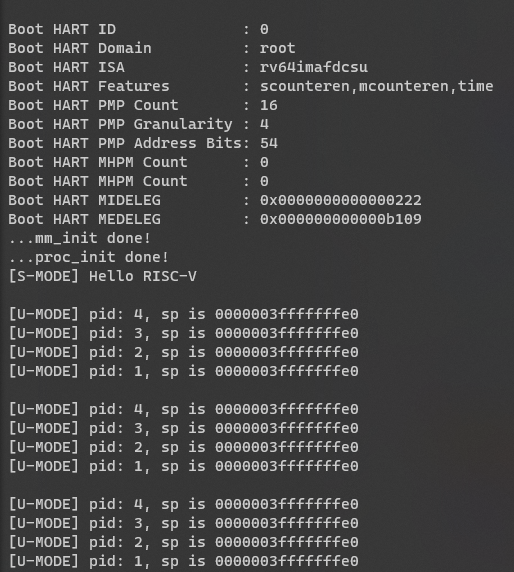 Boot HART ID : 0
Boot HART Domain : root
Boot HART ISA : rv64imafdcsu
Boot HART Features : scounteren,mcounteren,time
Boot HART PMP Count : 16
Boot HART PMP Granularity : 4
Boot HART PMP Address Bits: 54
Boot HART MHPM Count : 0
Boot HART MHPM Count : 0
Boot HART MIDELEG : 0x0000000000000222
Boot HART MEDELEG : 0x000000000000b109
...mm_init done!
...proc_init done!
[S-MODE] Hello RISC-V
[U-MODE] pid: 4, sp is 0000003fffffffe0
[U-MODE] pid: 3, sp is 0000003fffffffe0
[U-MODE] pid: 2, sp is 0000003fffffffe0
[U-MODE] pid: 1, sp is 0000003fffffffe0
[U-MODE] pid: 4, sp is 0000003fffffffe0
[U-MODE] pid: 3, sp is 0000003fffffffe0
[U-MODE] pid: 2, sp is 0000003fffffffe0
[U-MODE] pid: 1, sp is 0000003fffffffe0
[U-MODE] pid: 4, sp is 0000003fffffffe0
[U-MODE] pid: 3, sp is 0000003fffffffe0
[U-MODE] pid: 2, sp is 0000003fffffffe0
[U-MODE] pid: 1, sp is 0000003fffffffe0